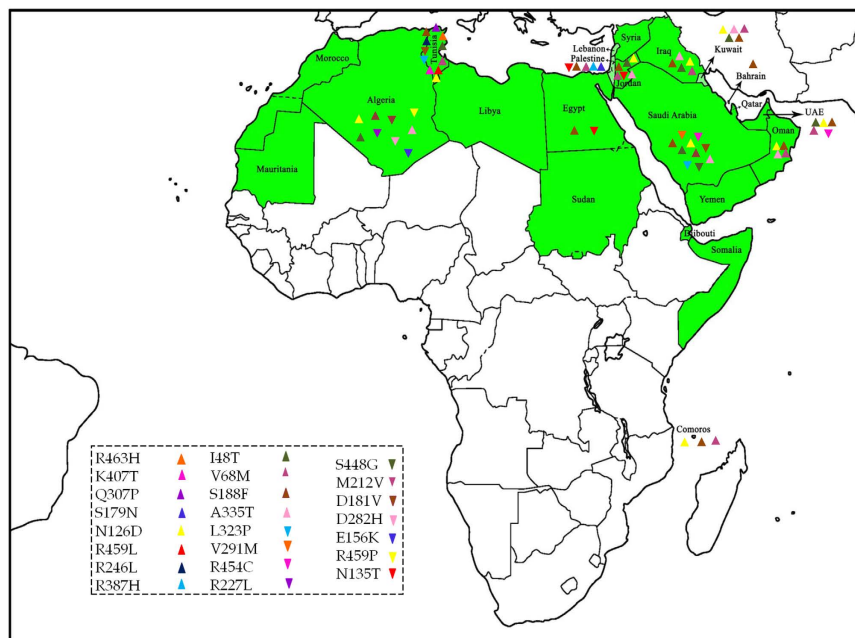 Syria
Lebanon
Palestine
Iraq
Kuwait
Tunisia
Morocco
Jordan
Bahrain
Algeria
Qatar
UAE
Libya
Egypt
Saudi Arabia
Oman
Mauritania
Sudan
Yemen
Djibouti
Somalia
Comoros
R463H I48T S448G
K407T V68M M212V
Q307P S188F D181V
S179N A335T D282H
N126D L323P E156K
R459L V291M R459P
R246L R454C N135T
R387H R227L